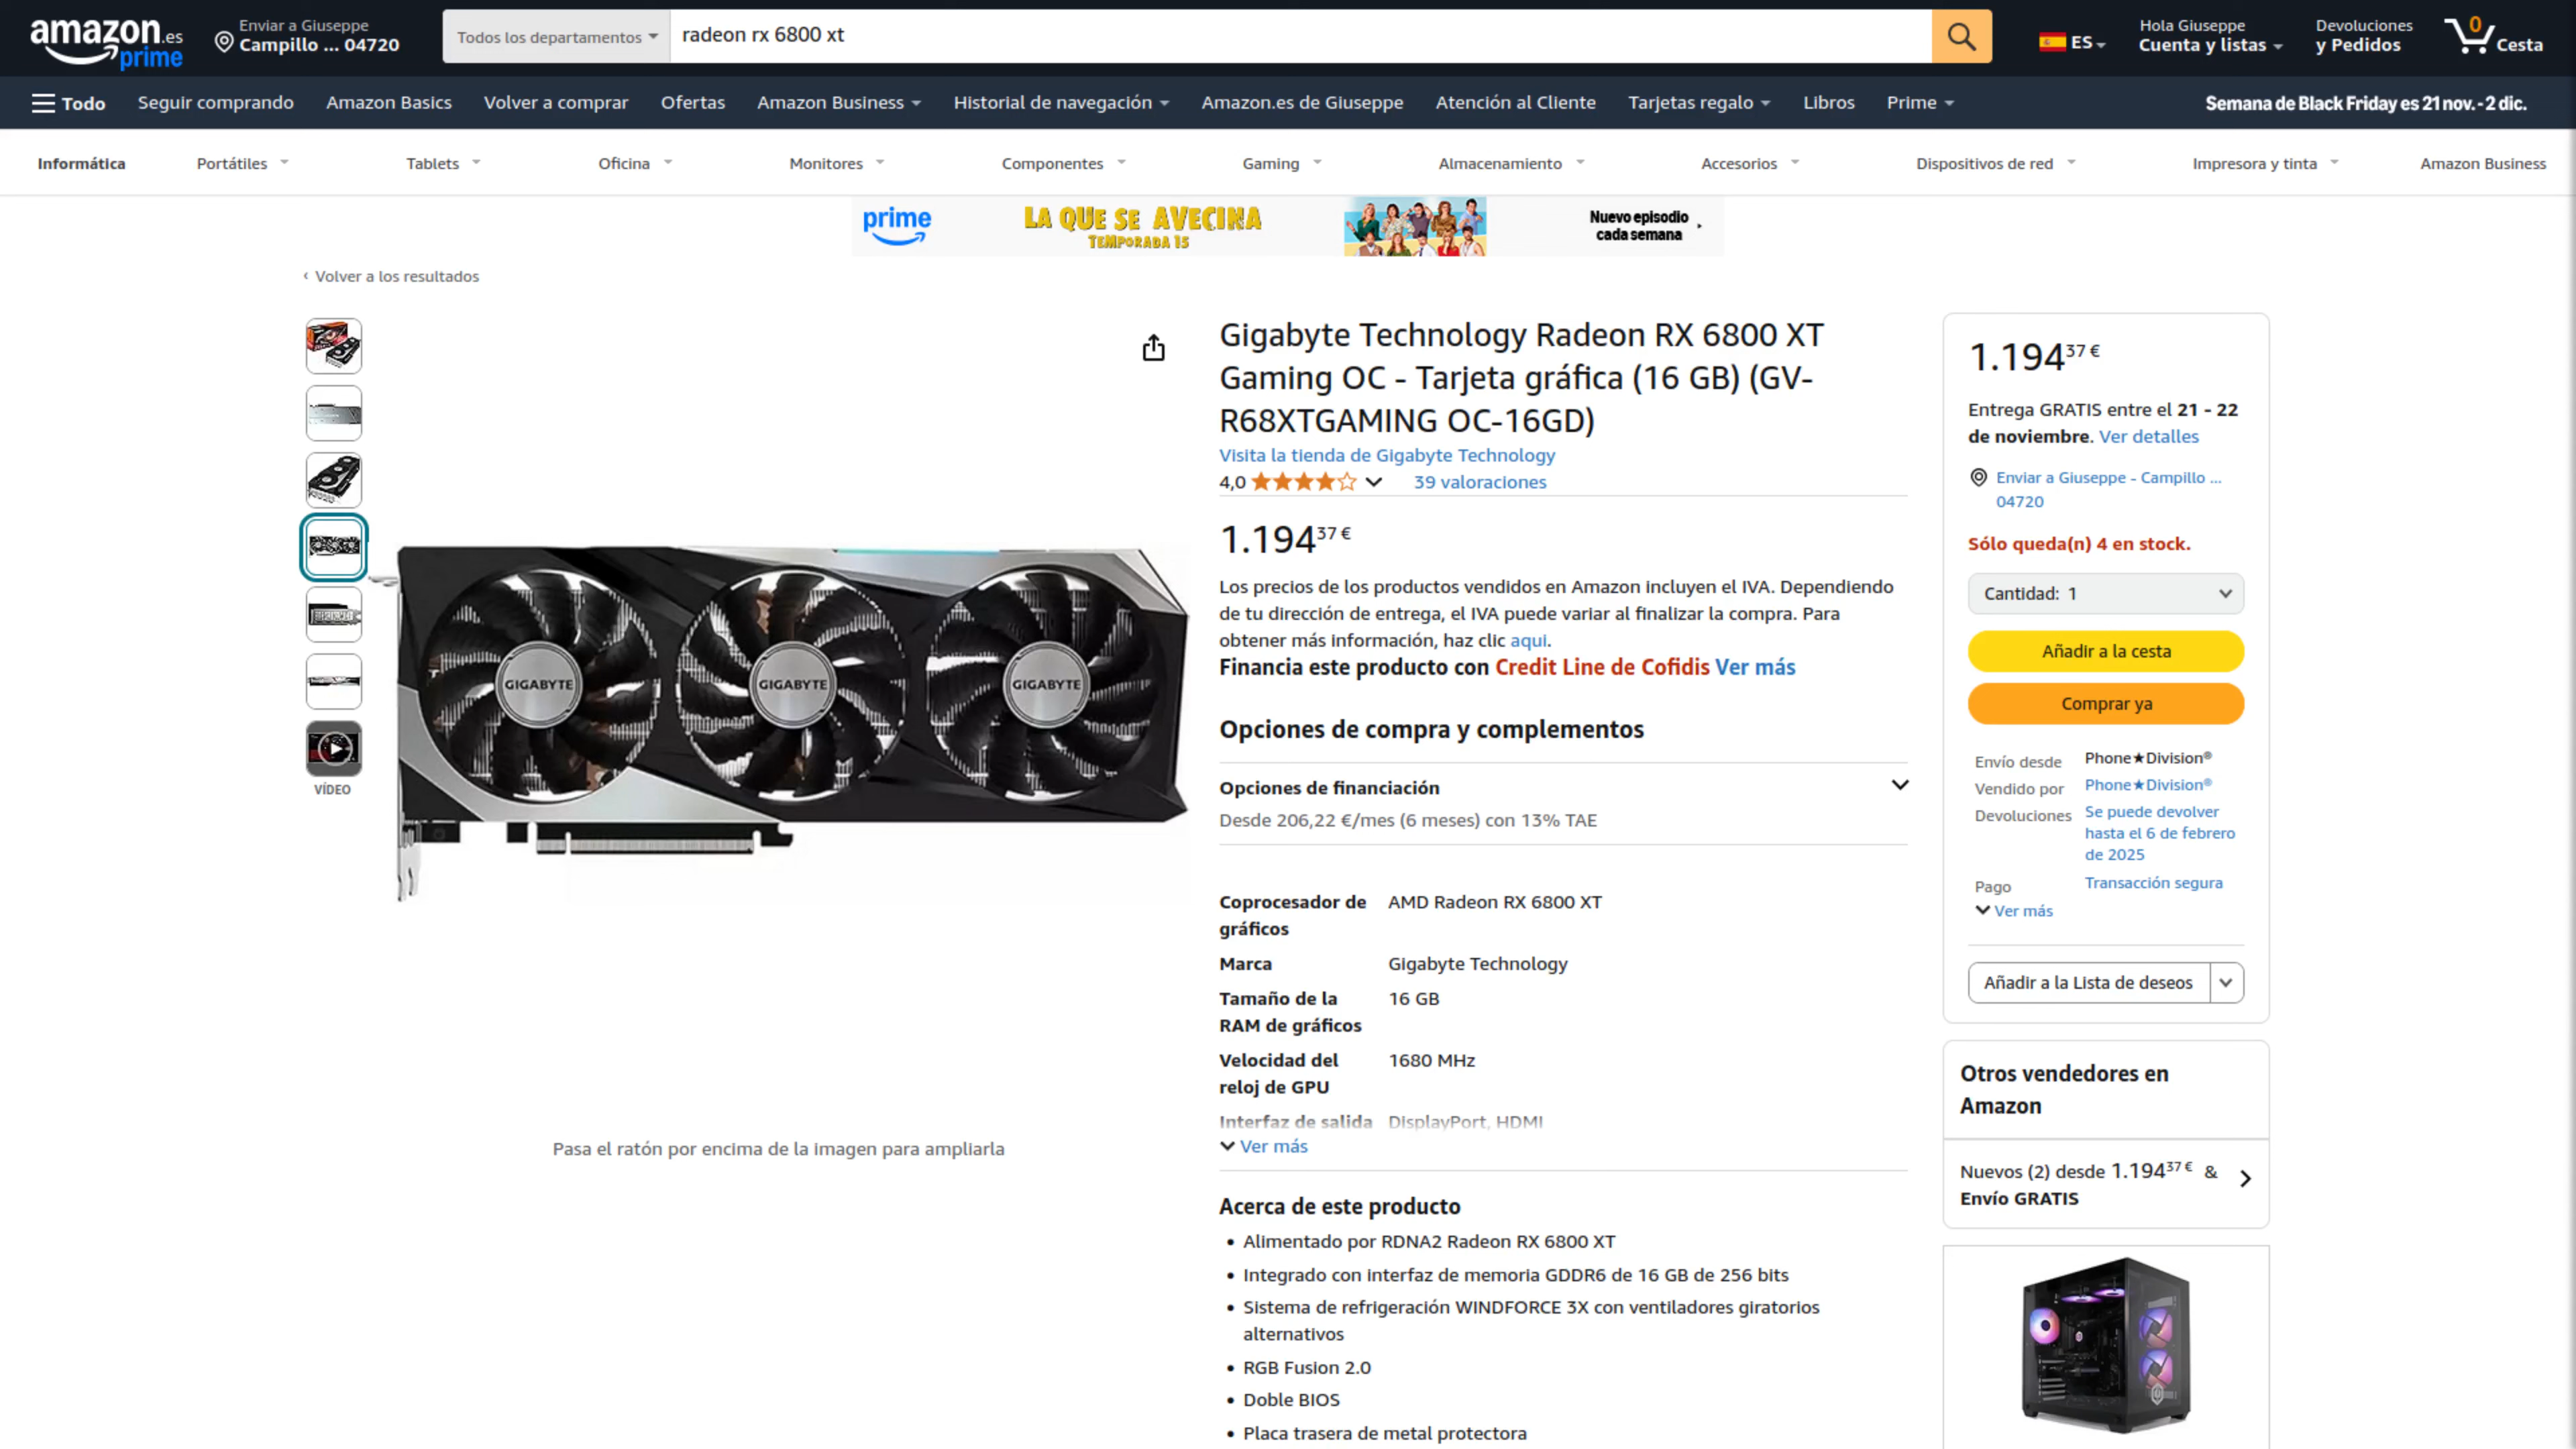 amazon.es
prime
Enviar a Giuseppe
Campillo ... 04720
Todos los departamentos
radeon rx 6800 xt
ES
Hola Giuseppe
Cuenta y listas
Devoluciones
y Pedidos
0
Cesta
Todo
Seguir comprando
Amazon Basics
Volver a comprar
Ofertas
Amazon Business
Historial de navegación
Amazon.es de Giuseppe
Atención al Cliente
Tarjetas regalo
Libros
Prime
Semana de Black Friday es 21 nov. - 2 dic.
Informática
Portátiles
Tablets
Oficina
Monitores
Componentes
Gaming
Almacenamiento
Accesorios
Dispositivos de red
Impresora y tinta
Amazon Business
prime
LA QUE SE AVECINA
TEMPORADA 15
Nuevo episodio
cada semana
‹ Volver a los resultados
VÍDEO
GIGABYTE
GIGABYTE
GIGABYTE
Pasa el ratón por encima de la imagen para ampliarla
Gigabyte Technology Radeon RX 6800 XT
Gaming OC - Tarjeta gráfica (16 GB) (GV-
R68XTGAMING OC-16GD)
Visita la tienda de Gigabyte Technology
4,0
39 valoraciones
1.194 37 €
Los precios de los productos vendidos en Amazon incluyen el IVA. Dependiendo
de tu dirección de entrega, el IVA puede variar al finalizar la compra. Para
obtener más información, haz clic aqui.
Financia este producto con Credit Line de Cofidis Ver más
Opciones de compra y complementos
Opciones de financiación
Desde 206,22 €/mes (6 meses) con 13% TAE
Coprocesador de
gráficos
AMD Radeon RX 6800 XT
Marca
Gigabyte Technology
Tamaño de la
RAM de gráficos
16 GB
Velocidad del
reloj de GPU
1680 MHz
Interfaz de salida
DisplayPort, HDMI
Ver más
Acerca de este producto
• Alimentado por RDNA2 Radeon RX 6800 XT
• Integrado con interfaz de memoria GDDR6 de 16 GB de 256 bits
• Sistema de refrigeración WINDFORCE 3X con ventiladores giratorios
alternativos
• RGB Fusion 2.0
• Doble BIOS
• Placa trasera de metal protectora
1.194 37 €
Entrega GRATIS entre el 21 - 22
de noviembre. Ver detalles
Enviar a Giuseppe - Campillo ...
04720
Sólo queda(n) 4 en stock.
Cantidad: 1
Añadir a la cesta
Comprar ya
Envío desde
Phone★Division®
Vendido por
Phone★Division®
Devoluciones
Se puede devolver
hasta el 6 de febrero
de 2025
Pago
Transacción segura
Ver más
Añadir a la Lista de deseos
Otros vendedores en
Amazon
Nuevos (2) desde 1.194 37 € &
Envío GRATIS